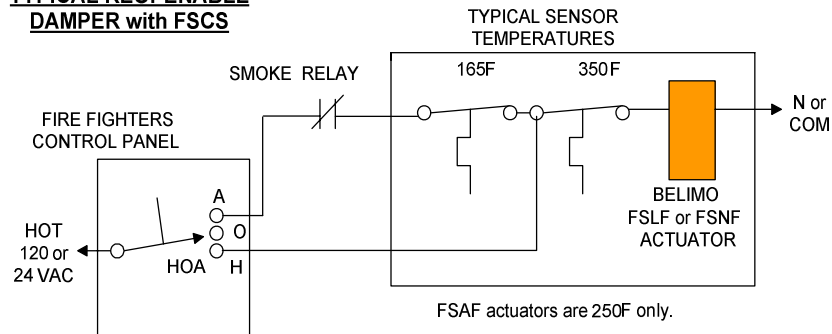 DAMPER with FSCS
TYPICAL SENSOR
TEMPERATURES
SMOKE RELAY
165F
350F
FIRE FIGHTERS
CONTROL PANEL
N or
COM
A
O
H
HOA
HOT
120 or
24 VAC
BELIMO
FSLF or FSNF
ACTUATOR
FSAF actuators are 250F only.